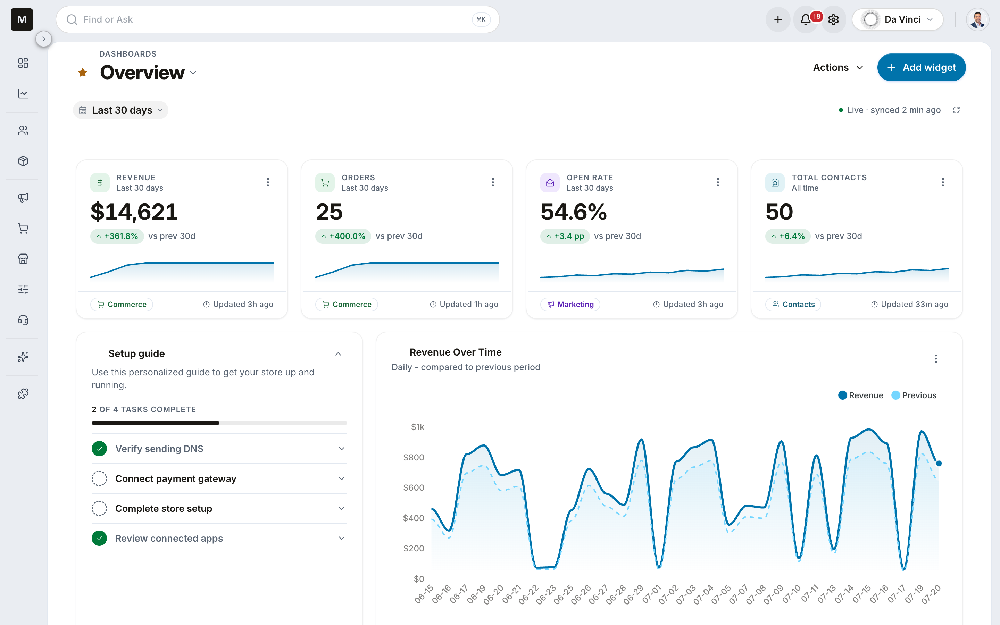 M
Find or Ask
⌘K
18
Da Vinci
DASHBOARDS
Overview
Actions
Add widget
Last 30 days
Live · synced 2 min ago
REVENUE
Last 30 days
$14,621
+361.8% vs prev 30d
Commerce
Updated 3h ago
ORDERS
Last 30 days
25
+400.0% vs prev 30d
Commerce
Updated 1h ago
OPEN RATE
Last 30 days
54.6%
+3.4 pp vs prev 30d
Marketing
Updated 3h ago
TOTAL CONTACTS
All time
50
+6.4% vs prev 30d
Contacts
Updated 33m ago
Setup guide
Use this personalized guide to get your store up and
running.
2 OF 4 TASKS COMPLETE
Verify sending DNS
Connect payment gateway
Complete store setup
Review connected apps
Revenue Over Time
Daily - compared to previous period
Revenue
Previous
$1k
$800
$600
$400
$200
$0
06-15
06-16
06-17
06-19
06-20
06-21
06-22
06-23
06-25
06-26
06-27
06-28
06-29
07-01
07-02
07-03
07-04
07-05
07-07
07-08
07-09
07-10
07-11
07-13
07-14
07-15
07-16
07-17
07-19
07-20